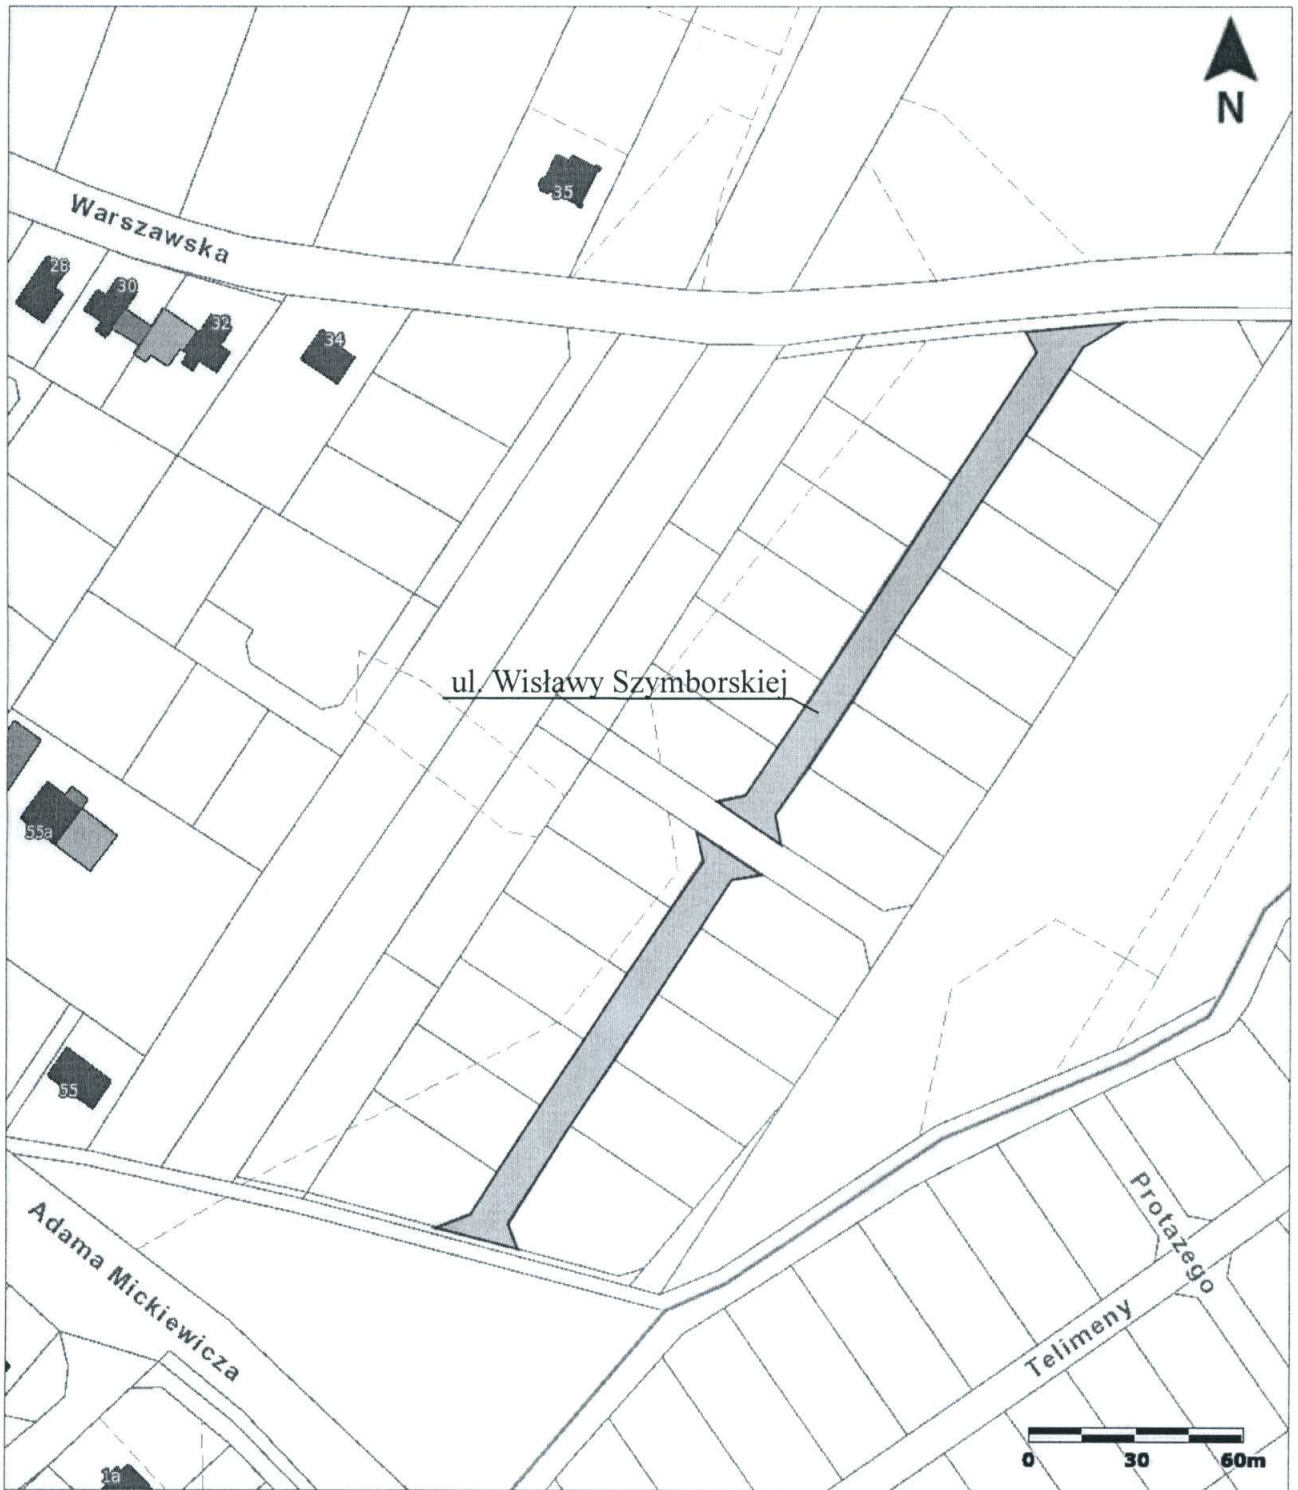 N
35
Warszawska
28
30
32
34
ul. Wisławy Szymborskiej
55a
55
Adama Mickiewicza
Protazego
Telimeny
1a
0 30 60m